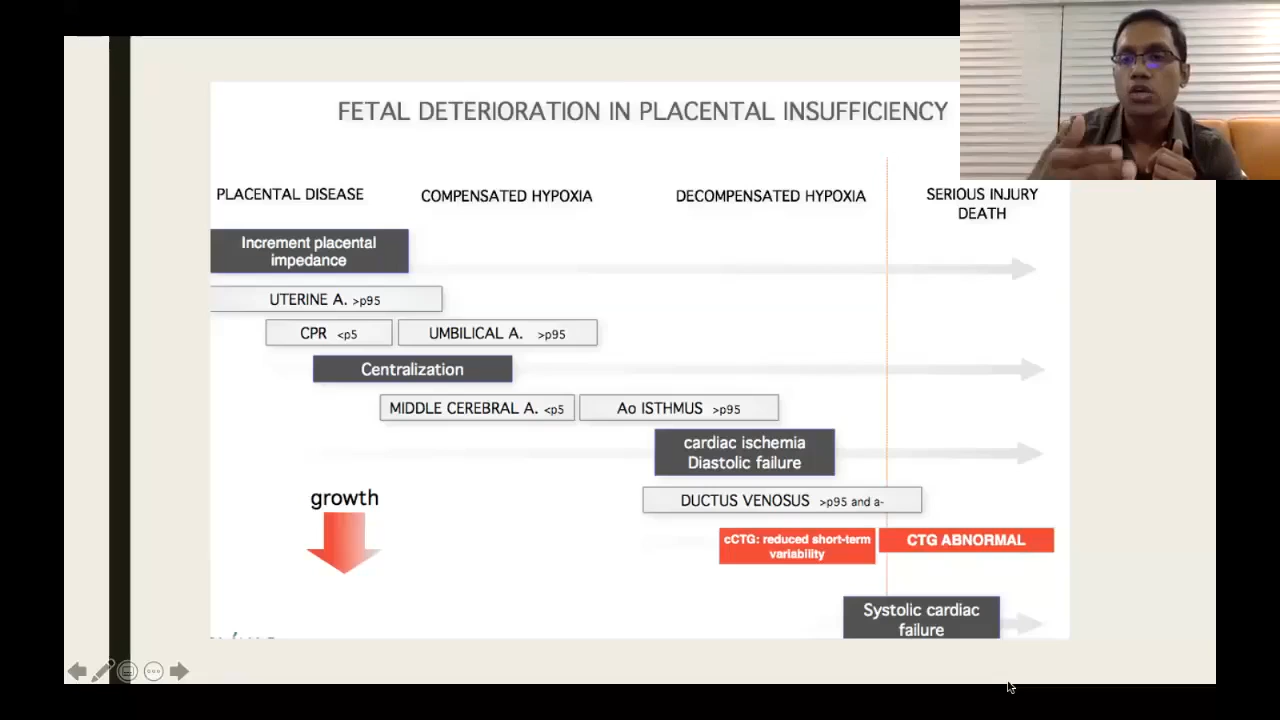 FETAL DETERIORATION IN PLACENTAL INSUFFICIENCY
PLACENTAL DISEASE
COMPENSATED HYPOXIA
DECOMPENSATED HYPOXIA
SERIOUS INJURY
DEATH
Increment placental
impedance
UTERINE A. >p95
CPR <p5
UMBILICAL A. >p95
Centralization
MIDDLE CEREBRAL A. <p5
Ao ISTHMUS >p95
cardiac ischemia
Diastolic failure
growth
DUCTUS VENOSUS >p95 and a-
cCTG: reduced short-term
variability
CTG ABNORMAL
Systolic cardiac
failure